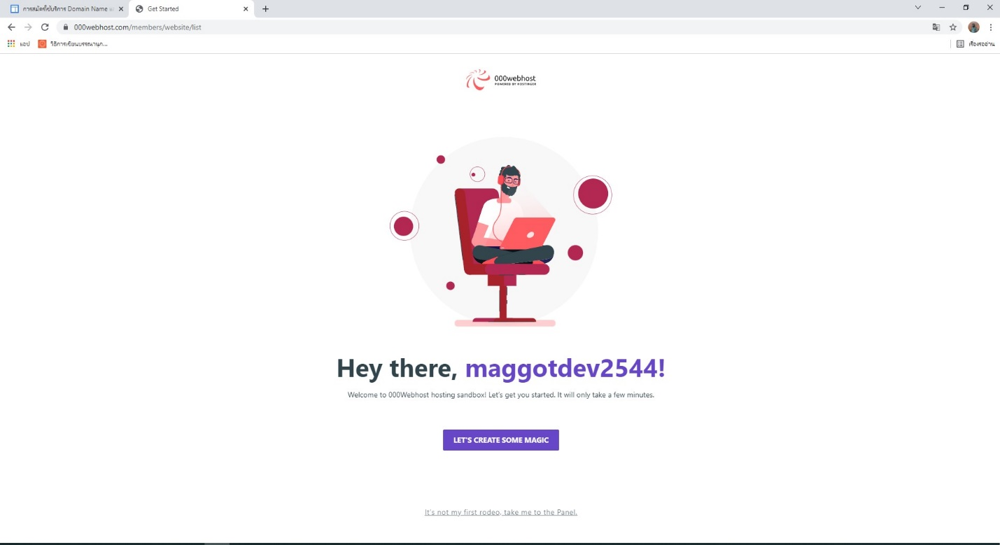 การสมัครใช้บริการ Domain Name
Get Started
000webhost.com/members/website/list
แอป
วิธีการเขียนบรรณานุก...
เรื่องรออ่าน
000webhost
POWERED BY HOSTINGER
Hey there, maggotdev2544!
Welcome to 000Webhost hosting sandbox! Let's get you started. It will only take a few minutes.
LET'S CREATE SOME MAGIC
It's not my first rodeo, take me to the Panel.